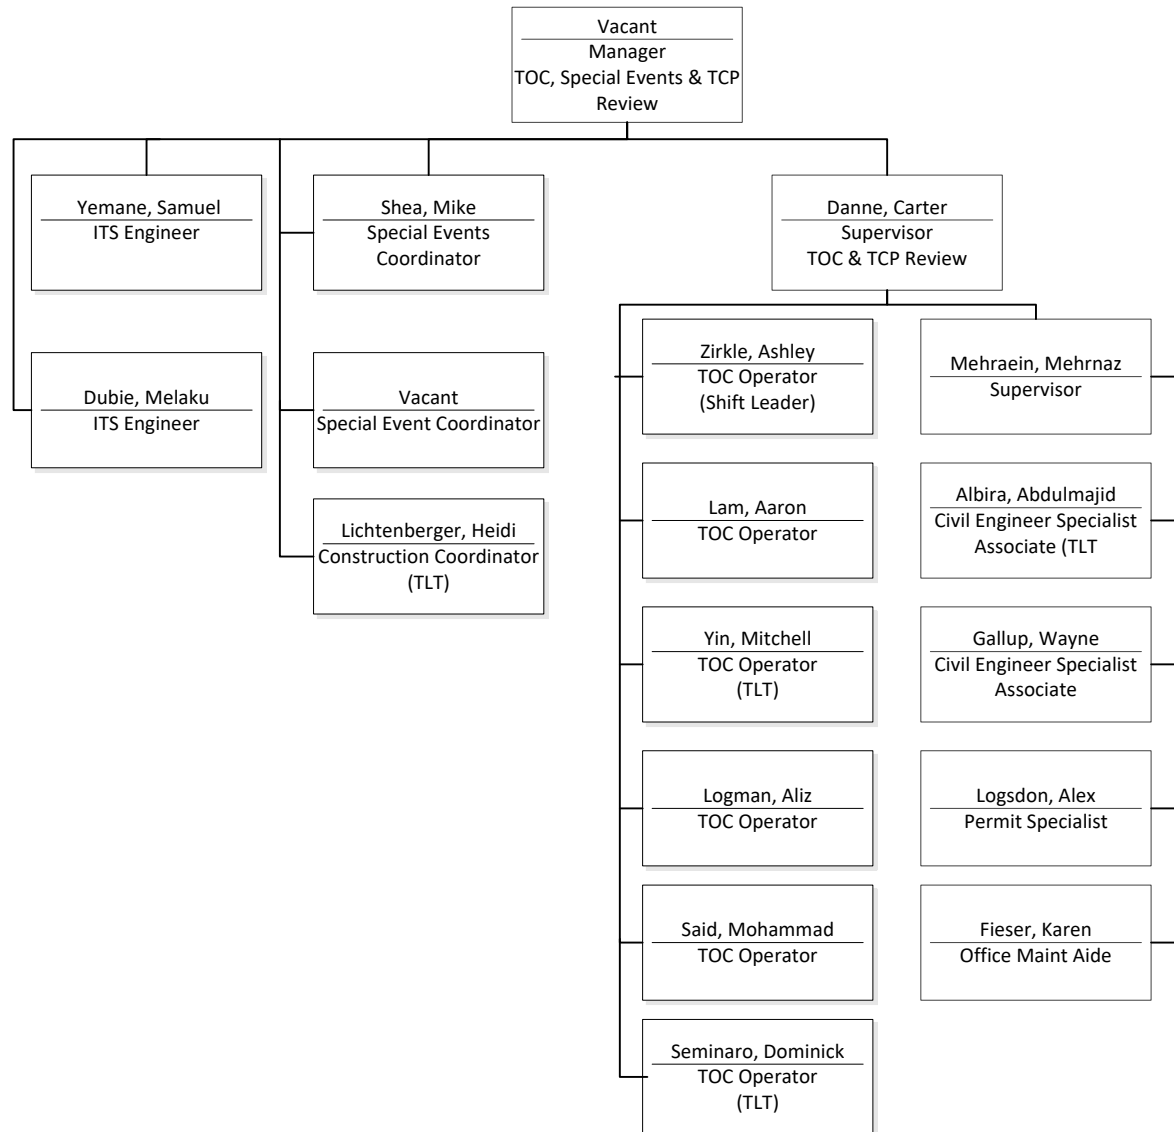 Vacant
Manager
TOC, Special Events & TCP
Review
Yemane, Samuel
ITS Engineer
Shea, Mike
Special Events
Coordinator
Danne, Carter
Supervisor
TOC & TCP Review
Dubie, Melaku
ITS Engineer
Vacant
Special Event Coordinator
Lichtenberger, Heidi
Construction Coordinator
(TLT)
Zirkle, Ashley
TOC Operator
(Shift Leader)
Lam, Aaron
TOC Operator
Yin, Mitchell
TOC Operator
(TLT)
Logman, Aliz
TOC Operator
Said, Mohammad
TOC Operator
Seminaro, Dominick
TOC Operator
(TLT)
Mehraein, Mehrnaz
Supervisor
Albira, Abdulmajid
Civil Engineer Specialist
Associate (TLT
Gallup, Wayne
Civil Engineer Specialist
Associate
Logsdon, Alex
Permit Specialist
Fieser, Karen
Office Maint Aide